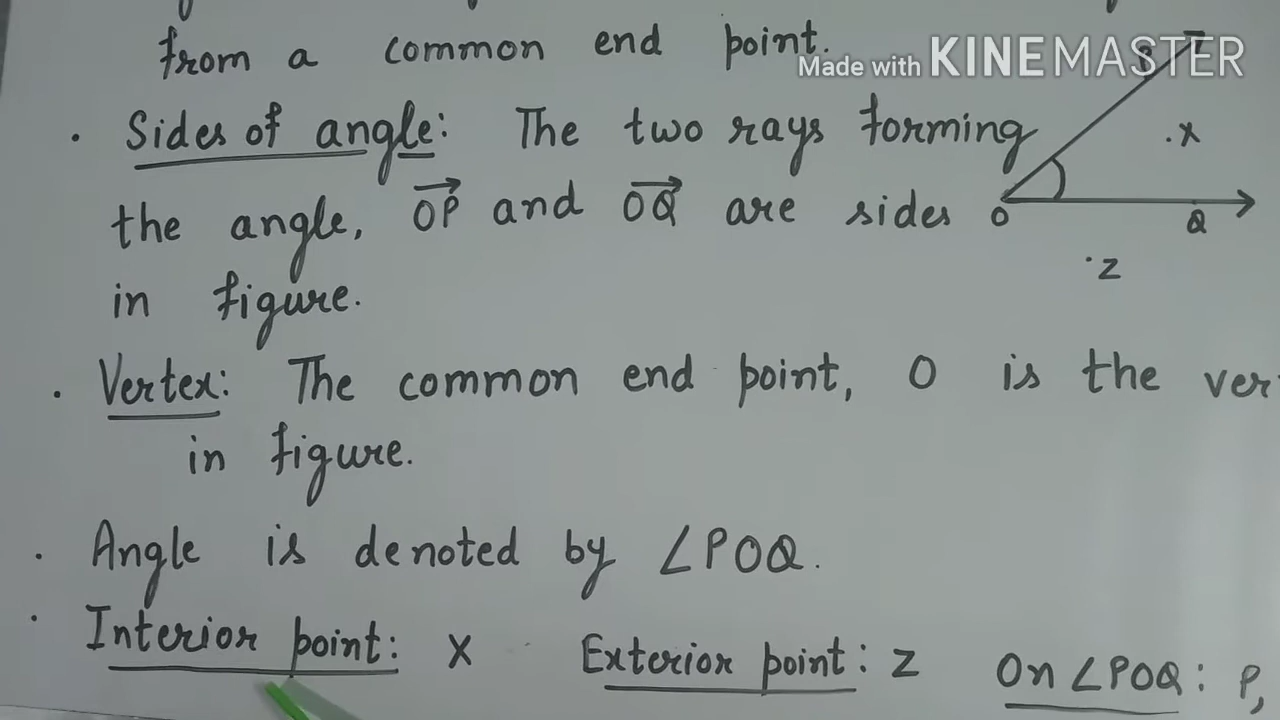 from a common end point.
Made with KINEMASTER
P
. Sides of angle: The two rays forming
.X
the angle, OP and OQ are sides
O
Q
.Z
in figure.
. Vertex: The common end point, O is the ver
in figure.
. Angle is denoted by ∠POQ.
. Interior point: X Exterior point: Z On ∠POQ: P,